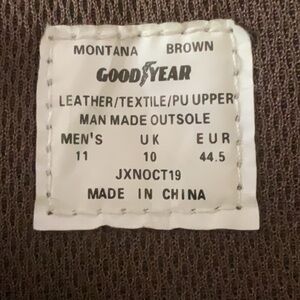 MONTANA BROWN
GOODYEAR
LEATHER/TEXTILE/PU UPPER
MAN MADE OUTSOLE
MEN'S UK EUR
11 10 44.5
JXNOCT19
MADE IN CHINA